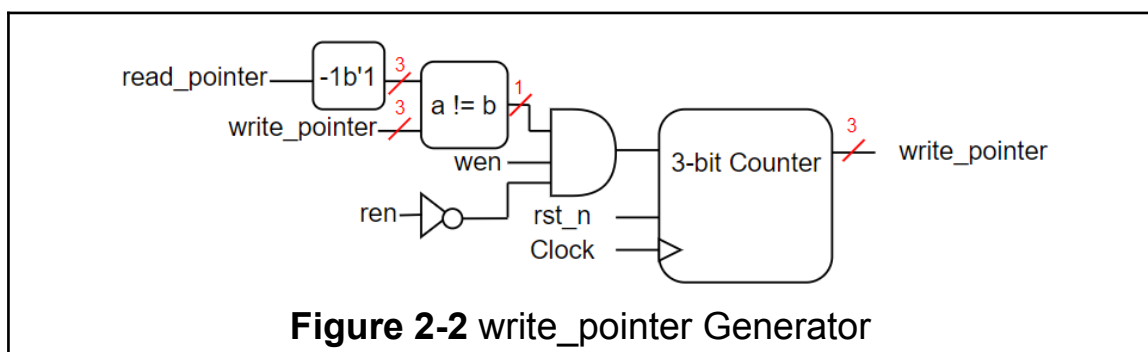 read_pointer
-1b'1
3
3
write_pointer
a != b
1
wen
ren
rst_n
Clock
3-bit Counter
3
write_pointer
Figure 2-2 write_pointer Generator